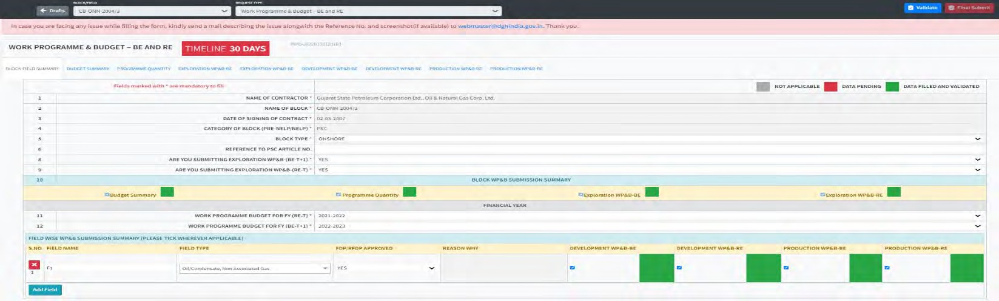 BLOCK/FIELD REQUEST TYPE
Drafts CB-ONN-2004/3 Work Programme & Budget - BE and RE Validate Final Submit
In case you are facing any issue while filling the form, kindly send a mail describing the issue alongwith the Reference No. and screenshot(if available) to webmaster@dghindia.gov.in. Thank you.
WORK PROGRAMME & BUDGET – BE AND RE TIMELINE 30 DAYS
BLOCK-FIELD SUMMARY BUDGET SUMMARY PROGRAMME QUANTITY EXPLORATION WP&B-BE EXPLORATION WP&B-RE DEVELOPMENT WP&B-BE DEVELOPMENT WP&B-RE PRODUCTION WP&B-BE PRODUCTION WP&B-RE
Fields marked with * are mandatory to fill NOT APPLICABLE DATA PENDING DATA FILLED AND VALIDATED
1 NAME OF CONTRACTOR * Gujarat State Petroleum Corporation Ltd., Oil & Natural Gas Corp. Ltd.
2 NAME OF BLOCK * CB-ONN-2004/3
3 DATE OF SIGNING OF CONTRACT * 02-03-2007
4 CATEGORY OF BLOCK (PRE-NELP/NELP) * PSC
5 BLOCK TYPE * ONSHORE
6 REFERENCE TO PSC ARTICLE NO.
8 ARE YOU SUBMITTING EXPLORATION WP&B-(BE-T+1) * YES
9 ARE YOU SUBMITTING EXPLORATION WP&B-(RE-T) * YES
10 BLOCK WP&B SUBMISSION SUMMARY
Budget Summary Programme Quantity Exploration WP&B-BE Exploration WP&B-RE
FINANCIAL YEAR
11 WORK PROGRAMME BUDGET FOR FY (RE-T) * 2021-2022
12 WORK PROGRAMME BUDGET FOR FY (BE-T+1) * 2022-2023
FIELD WISE WP&B SUBMISSION SUMMARY (PLEASE TICK WHEREVER APPLICABLE)
S.NO FIELD NAME FIELD TYPE FDP/RFDP APPROVED REASON WHY DEVELOPMENT WP&B-BE DEVELOPMENT WP&B-RE PRODUCTION WP&B-BE PRODUCTION WP&B-RE
1 F1 Oil/Condensate, Non Associated Gas YES
Add Field